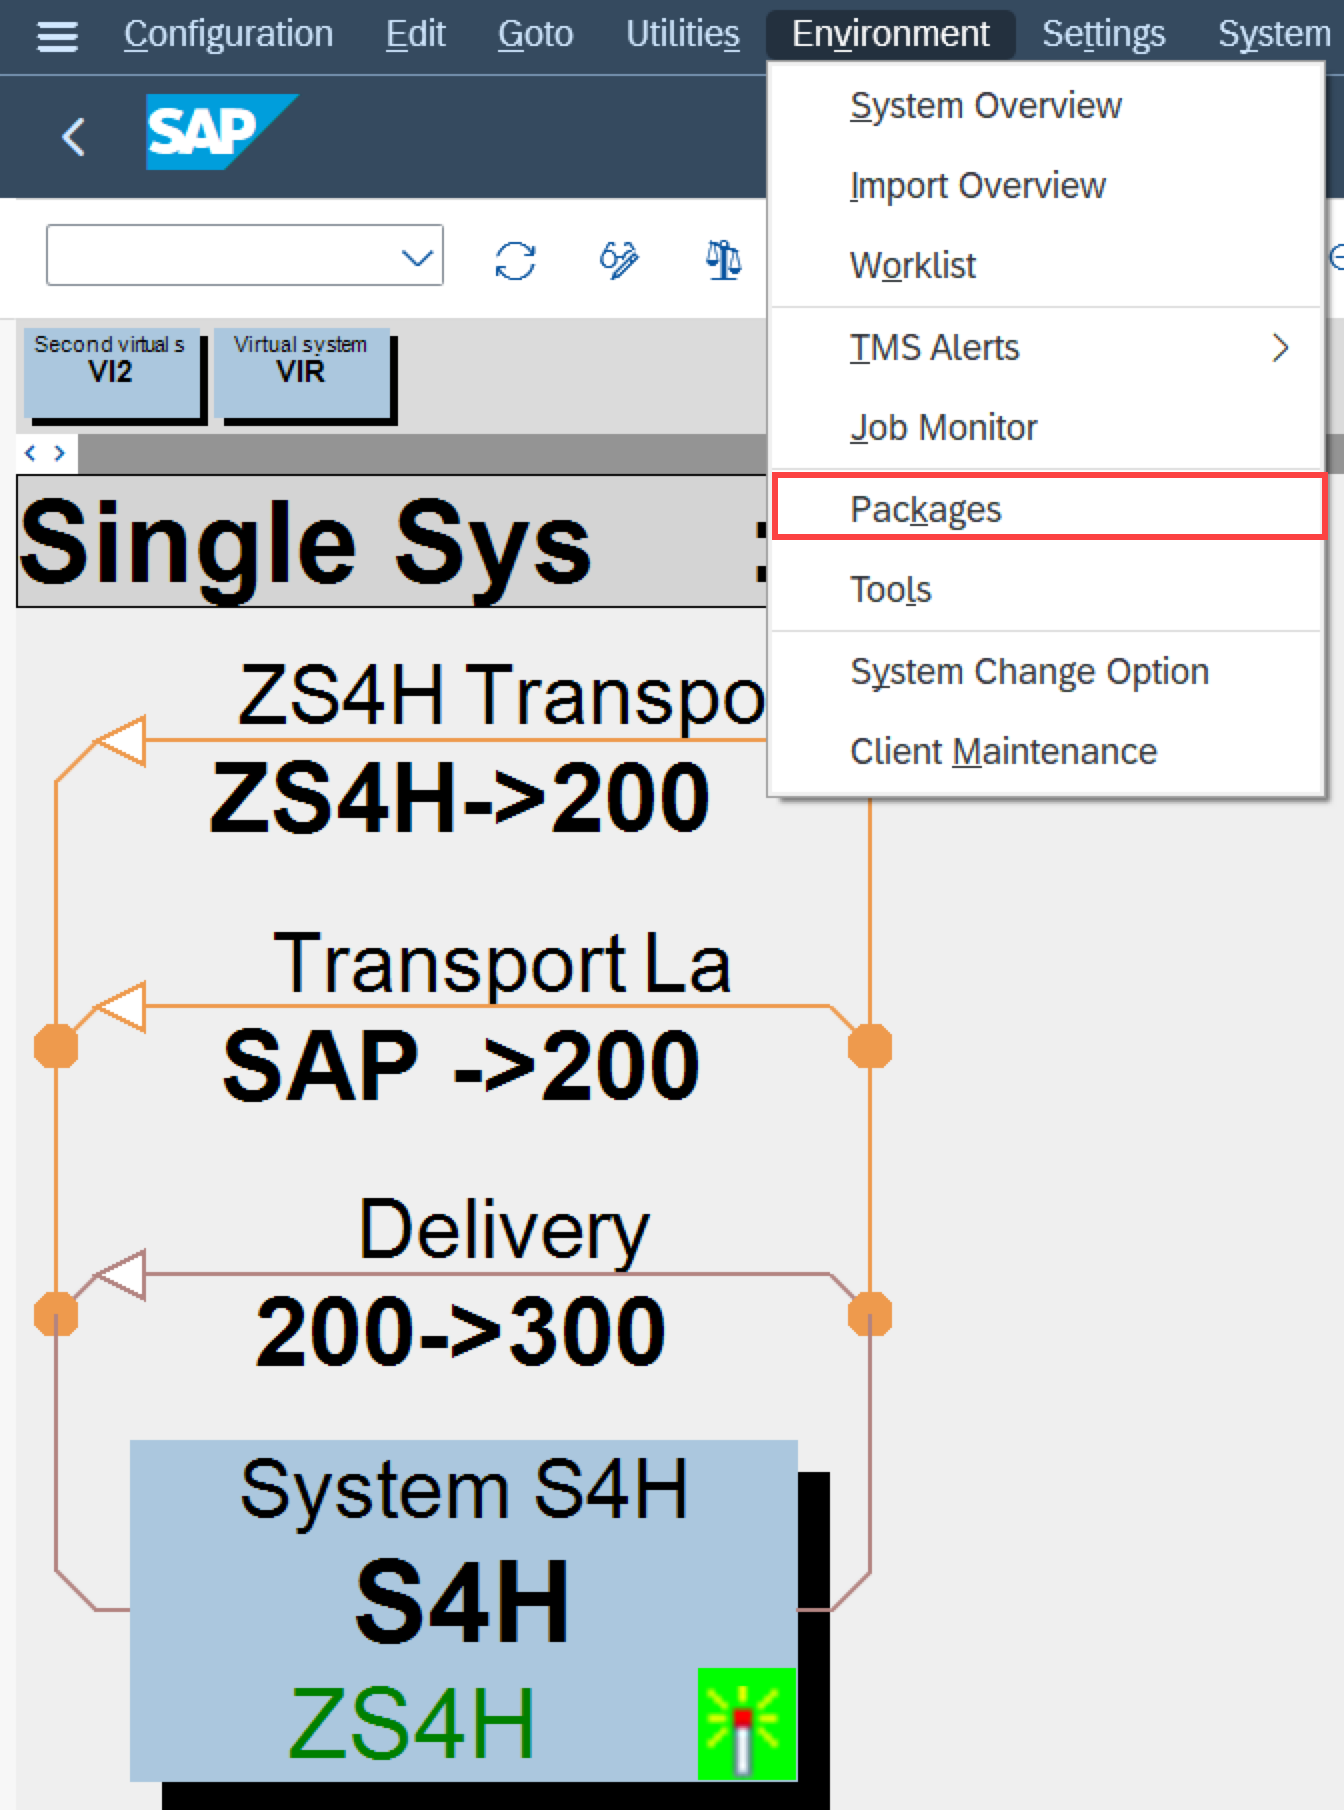 Configuration Edit Goto Utilities Environment Settings System
SAP
System Overview
Import Overview
Worklist
TMS Alerts
Job Monitor
Packages
Tools
System Change Option
Client Maintenance
Second virtual s
VI2
Virtual system
VIR
Single Sys :
ZS4H Transpo
ZS4H->200
Transport La
SAP ->200
Delivery
200->300
System S4H
S4H
ZS4H